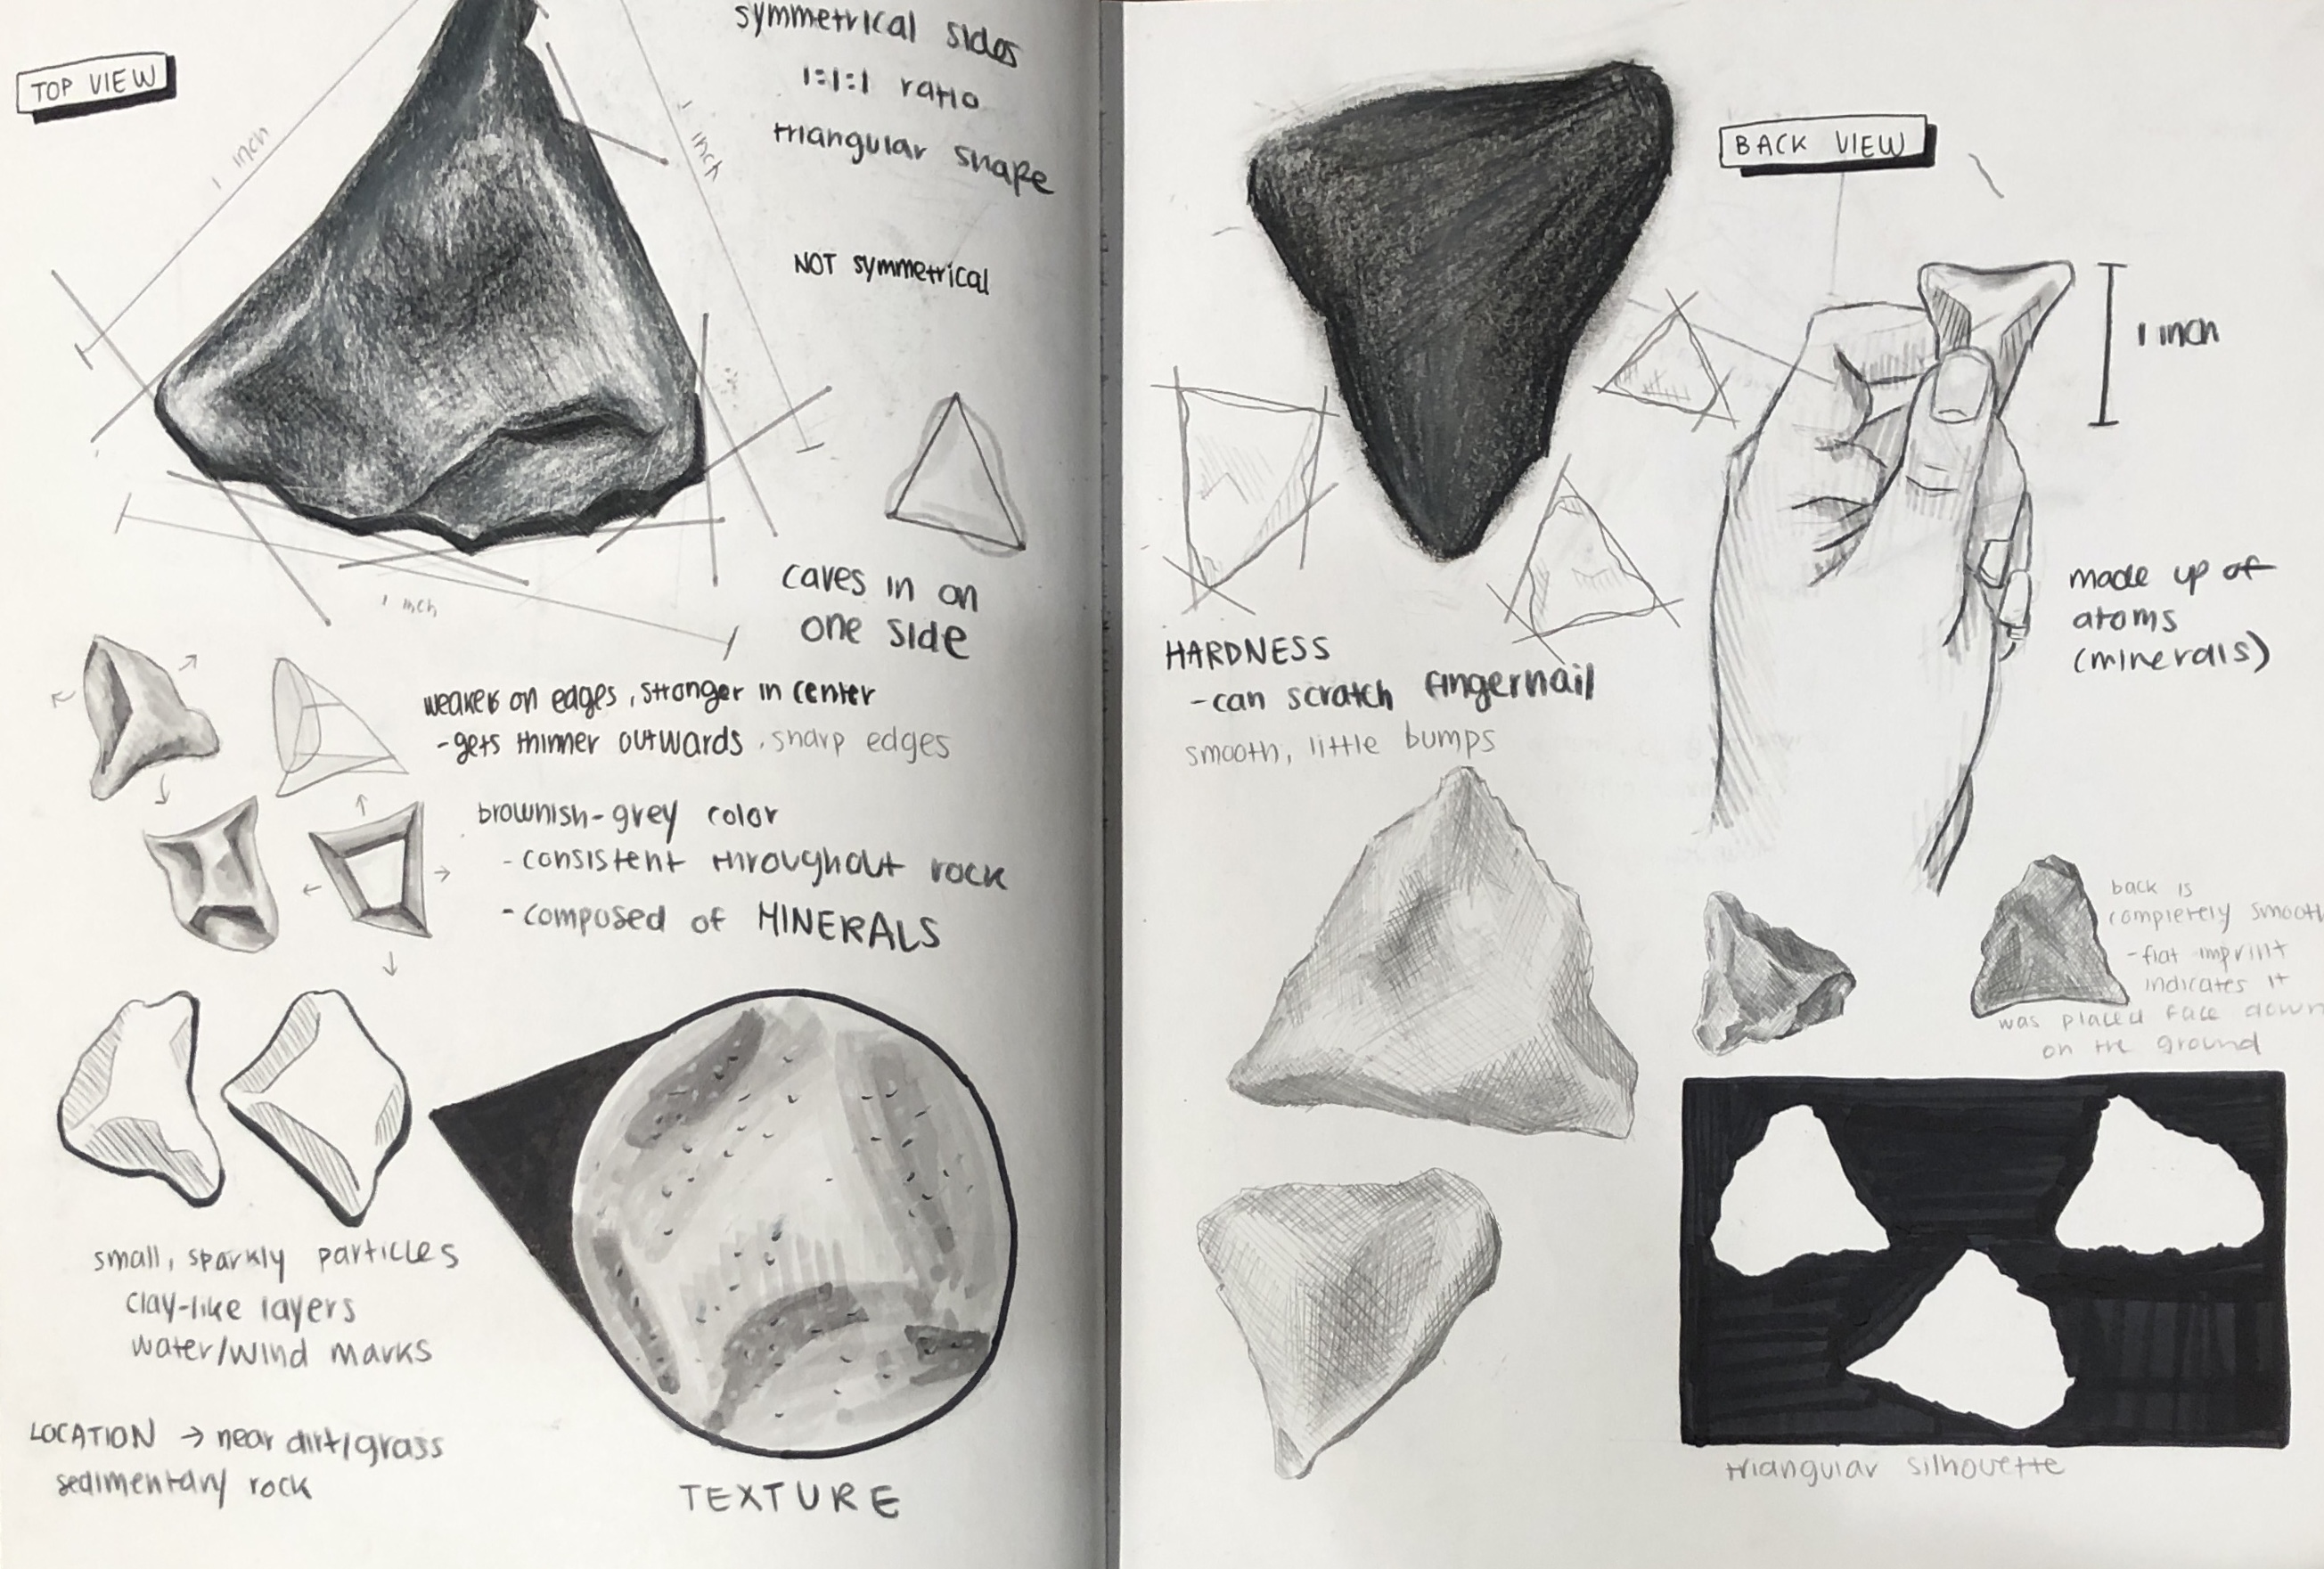 TOP VIEW
symmetrical sides
1:1:1 ratio
triangular shape
1 inch
1 inch
NOT symmetrical
1 inch
caves in on
one side
weaker on edges, stronger in center
-gets thinner outwards, sharp edges
brownish-grey color
- consistent throughout rock
- composed of MINERALS
small, sparkly particles
clay-like layers
water/wind marks
LOCATION → near dirt/grass
sedimentary rock
TEXTURE
BACK VIEW
1 inch
made up of
atoms
(minerals)
HARDNESS
-can scratch fingernail
smooth, little bumps
back is
completely smooth
-flat imprint
indicates it
was placed face down
on the ground
triangular silhouette